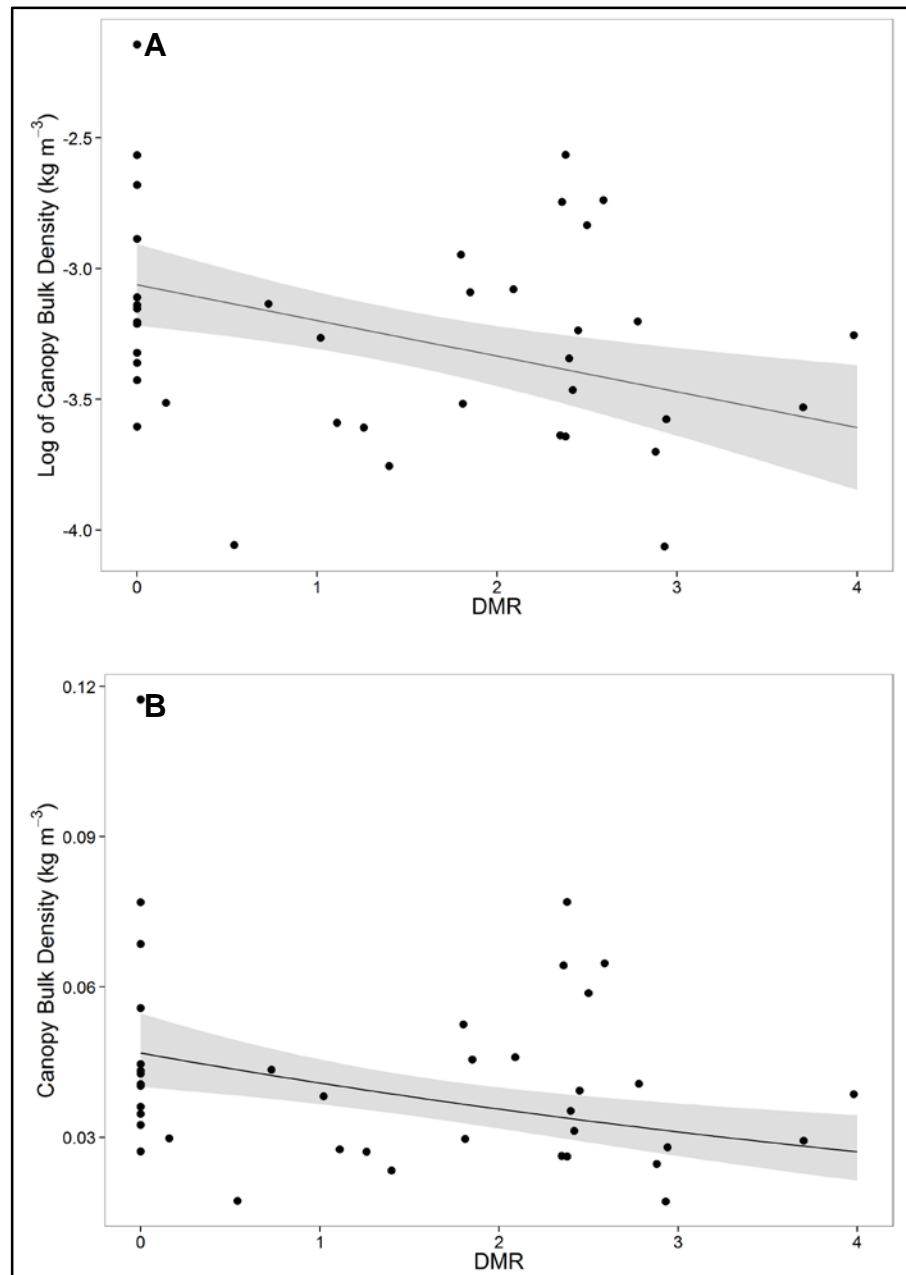 A
Log of Canopy Bulk Density (kg m⁻³)
-2.5
-3.0
-3.5
-4.0
0 1 2 3 4
DMR
B
Canopy Bulk Density (kg m⁻³)
0.12
0.09
0.06
0.03
0 1 2 3 4
DMR